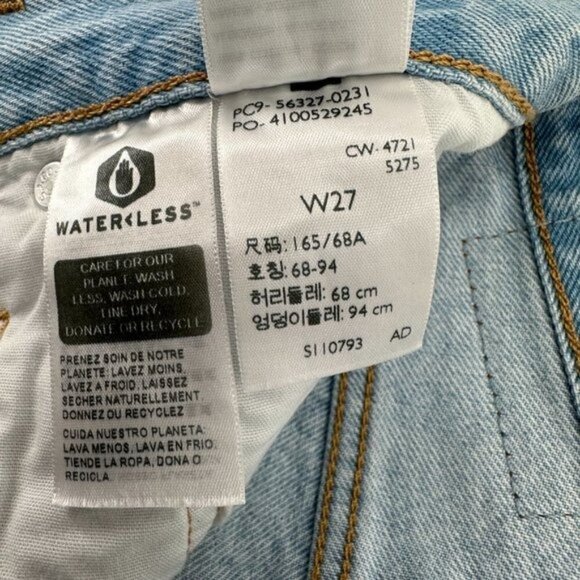 WATER<LESS™
CARE FOR OUR
PLANET: WASH
LESS, WASH COLD,
LINE DRY,
DONATE OR RECYCLE
PRENEZ SOIN DE NOTRE
PLANETE: LAVEZ MOINS,
LAVEZ A FROID, LAISSEZ
SECHER NATURELLEMENT
DONNEZ OU RECYCLEZ
CUIDA NUESTRO PLANETA:
LAVA MENOS, LAVA EN FRIO,
TIENDE LA ROPA, DONA O
RECICLA.
PC9- 56327-0231
PO- 4100529245
CW- 4721
5275
W27
尺码: 165/68A
호칭: 68-94
허리둘레: 68 cm
엉덩이둘레: 94 cm
S110793 AD